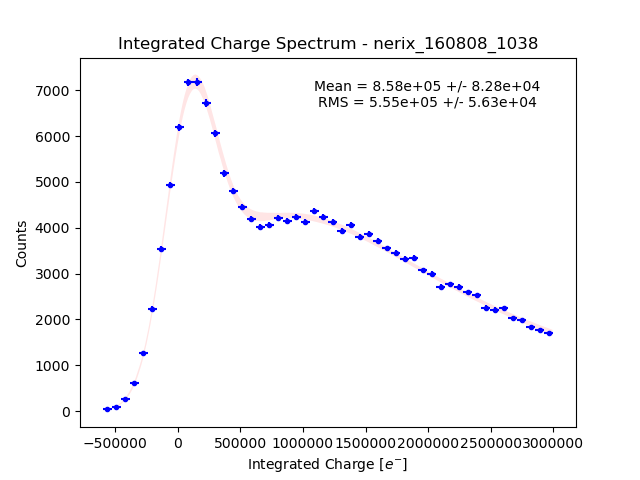 Integrated Charge Spectrum - nerix_160808_1038
Mean = 8.58e+05 +/- 8.28e+04
RMS = 5.55e+05 +/- 5.63e+04
Counts
7000
6000
5000
4000
3000
2000
1000
0
−500000 0 500000 1000000 1500000 2000000 2500000 3000000
Integrated Charge [e⁻]